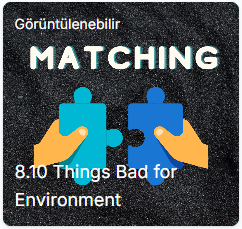 Görüntülenebilir
MATCHING
8.10 Things Bad for
Environment